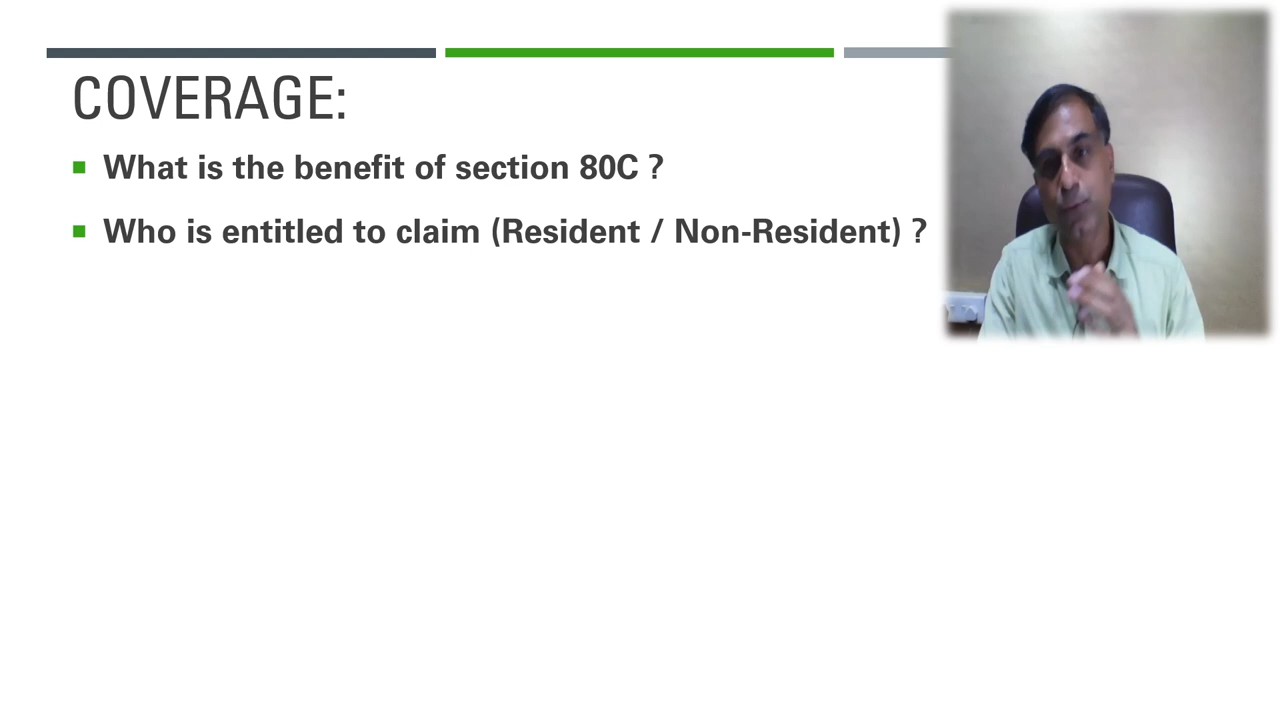 COVERAGE:
What is the benefit of section 80C ?
Who is entitled to claim (Resident / Non-Resident) ?